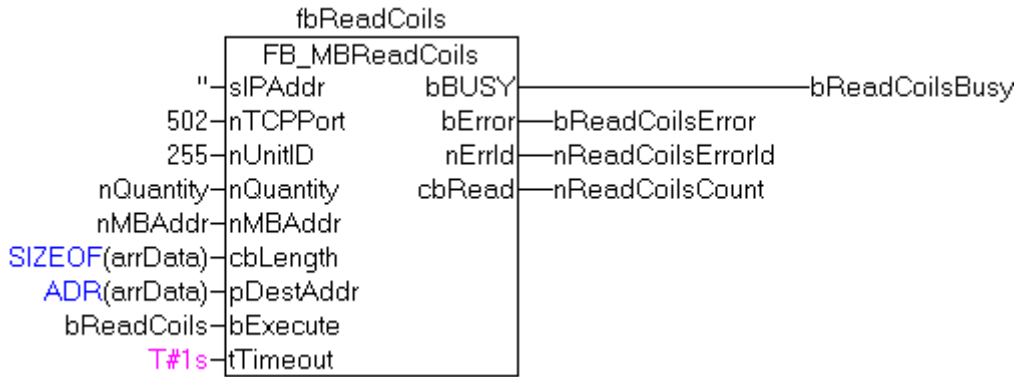 fbReadCoils
FB_MBReadCoils
''sIPAddr bBUSY bReadCoilsBusy
502 nTCPPort bError bReadCoilsError
255 nUnitID nErrId nReadCoilsErrorId
nQuantity nQuantity cbRead nReadCoilsCount
nMBAddr nMBAddr
SIZEOF(arrData) cbLength
ADR(arrData) pDestAddr
bReadCoils bExecute
T#1s tTimeout